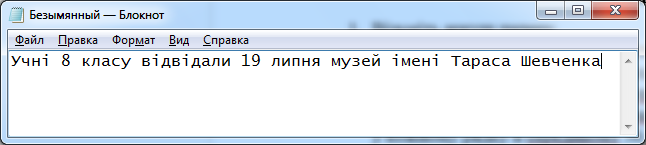 Безымянный — Блокнот
Файл Правка Формат Вид Справка
Учні 8 класу відвідали 19 липня музей імені Тараса Шевченка